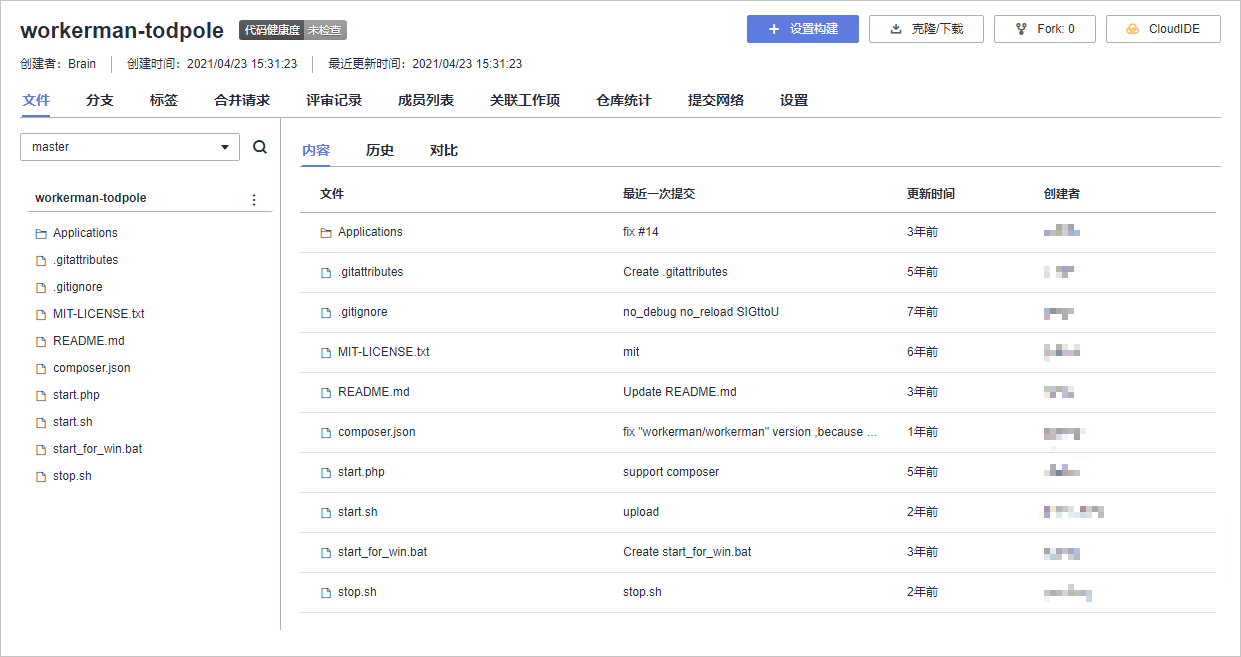 workerman-todpole 代码健康度 未检查 设置构建 克隆/下载 Fork: 0 CloudIDE
创建者：Brain 创建时间：2021/04/23 15:31:23 最近更新时间：2021/04/23 15:31:23
文件 分支 标签 合并请求 评审记录 成员列表 关联工作项 仓库统计 提交网络 设置
master
workerman-todpole
Applications
.gitattributes
.gitignore
MIT-LICENSE.txt
README.md
composer.json
start.php
start.sh
start_for_win.bat
stop.sh
内容 历史 对比
文件 最近一次提交 更新时间 创建者
Applications fix #14 3年前
.gitattributes Create .gitattributes 5年前
.gitignore no_debug no_reload SIGttoU 7年前
MIT-LICENSE.txt mit 6年前
README.md Update README.md 3年前
composer.json fix "workerman/workerman" version ,because … 1年前
start.php support composer 5年前
start.sh upload 2年前
start_for_win.bat Create start_for_win.bat 3年前
stop.sh stop.sh 2年前